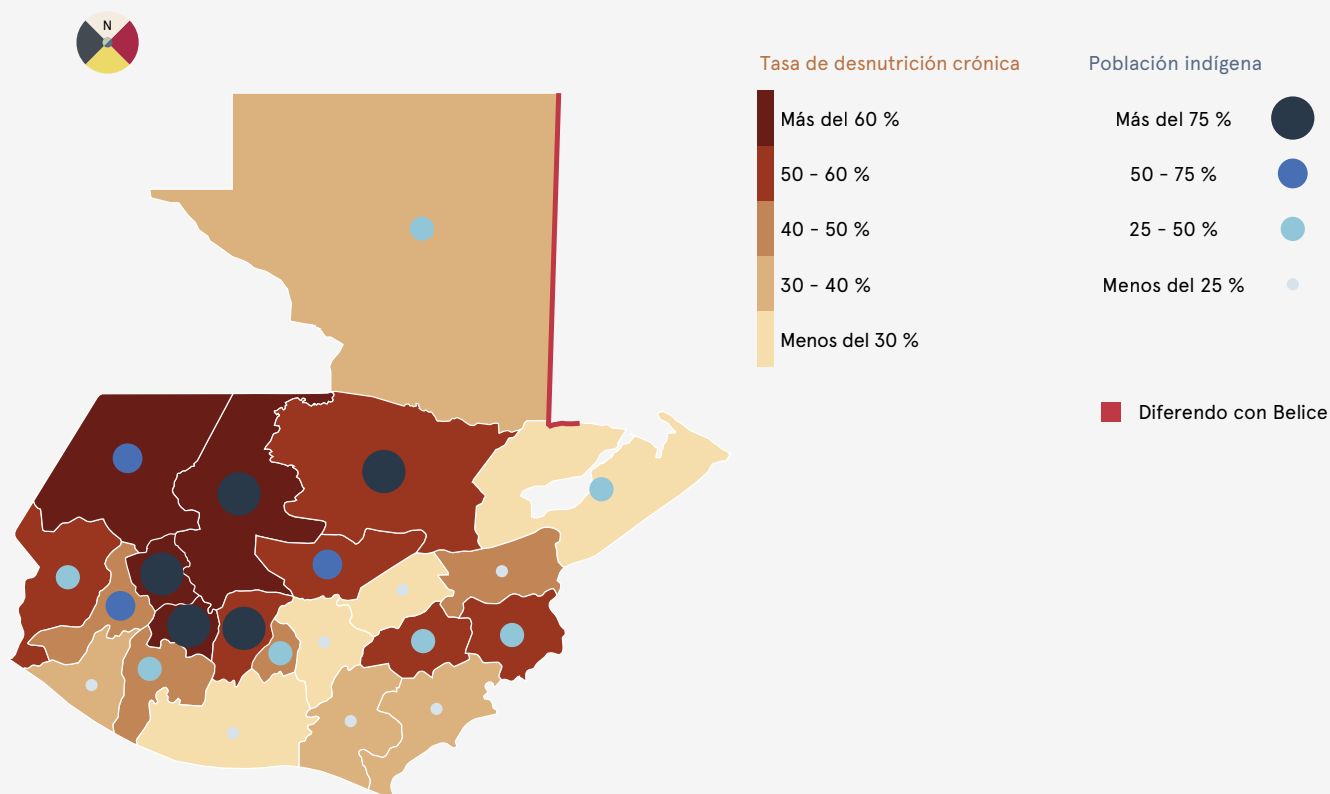 N
Tasa de desnutrición crónica
Más del 60 %
50 - 60 %
40 - 50 %
30 - 40 %
Menos del 30 %
Población indígena
Más del 75 %
50 - 75 %
25 - 50 %
Menos del 25 %
Diferendo con Belice